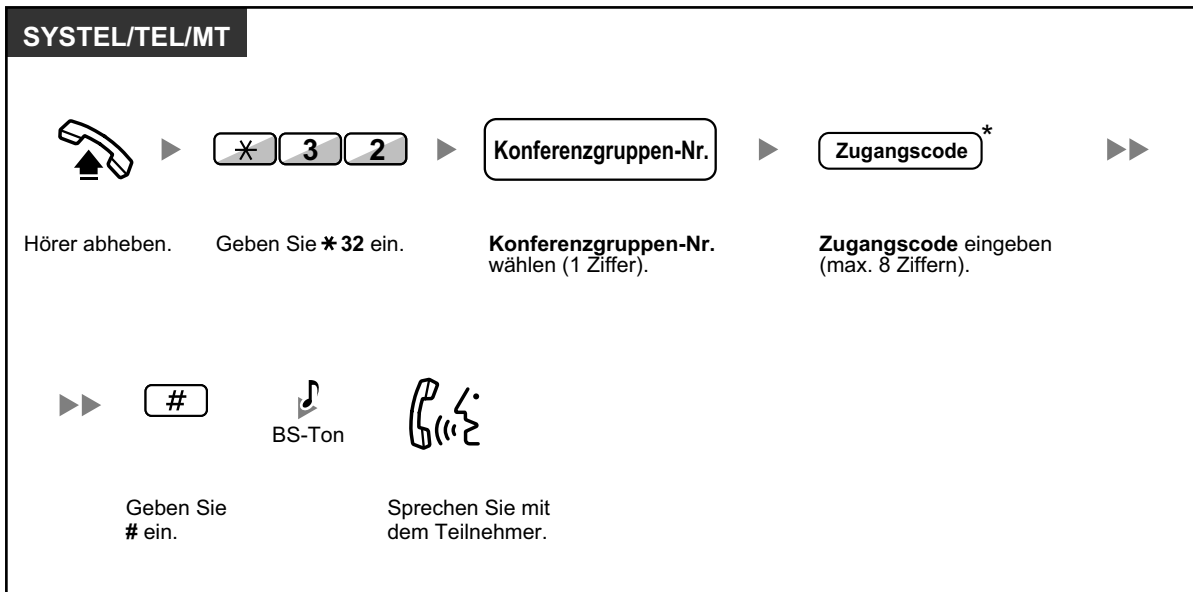 SYSTEL/TEL/MT
* 3 2 Konferenzgruppen-Nr. Zugangscode*
Hörer abheben. Geben Sie * 32 ein. Konferenzgruppen-Nr. Zugangscode eingeben
wählen (1 Ziffer). (max. 8 Ziffern).
#
BS-Ton
Geben Sie Sprechen Sie mit
# ein. dem Teilnehmer.